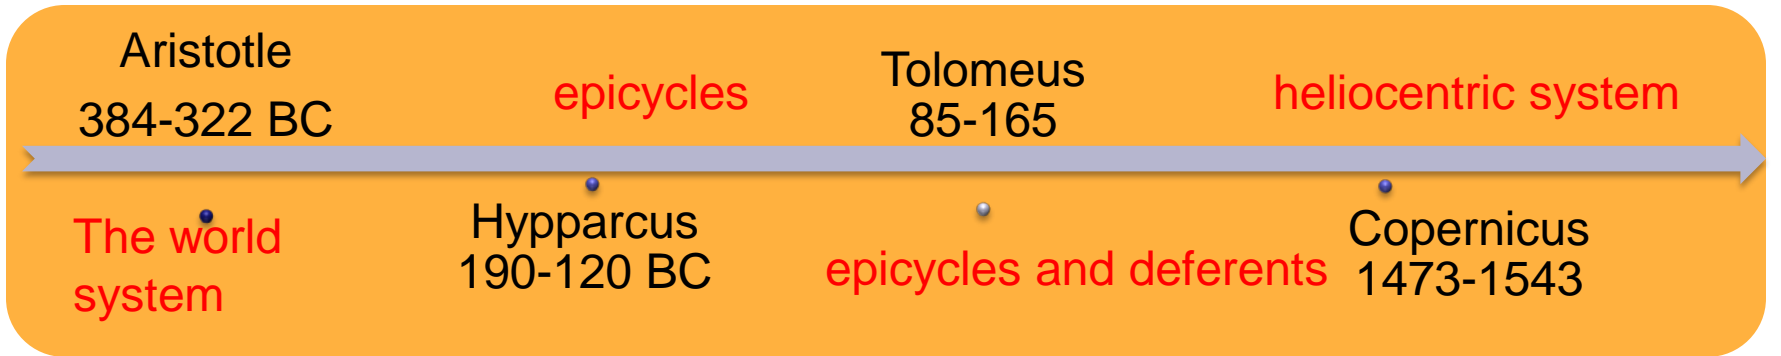 Aristotle
384-322 BC
The world
system
epicycles
Hypparcus
190-120 BC
Tolomeus
85-165
epicycles and deferents
heliocentric system
Copernicus
1473-1543